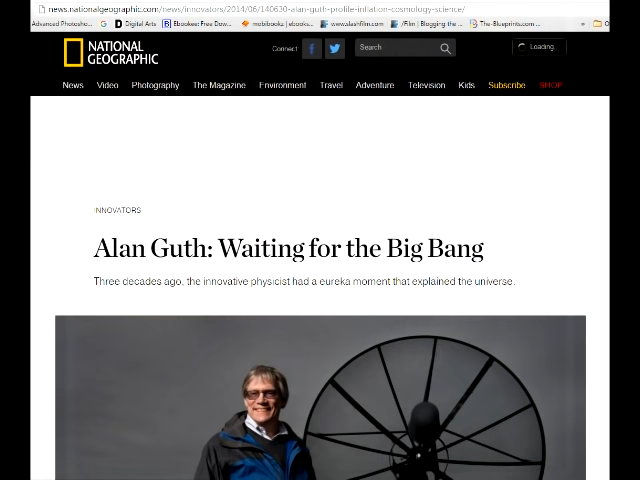 news.nationalgeographic.com/news/innovators/2014/06/140630-alan-guth-profile-inflation-cosmology-science/
Advanced Photosho... G D Digital Arts B Ebookee: Free Dow... mobibookz | ebooks... www.slashfilm.com /Film | Blogging the ... The-Blueprints.com ... » O
NATIONAL
GEOGRAPHIC
Connect: f Search Loading...
News Video Photography The Magazine Environment Travel Adventure Television Kids Subscribe SHOP
INNOVATORS
Alan Guth: Waiting for the Big Bang
Three decades ago, the innovative physicist had a eureka moment that explained the universe.